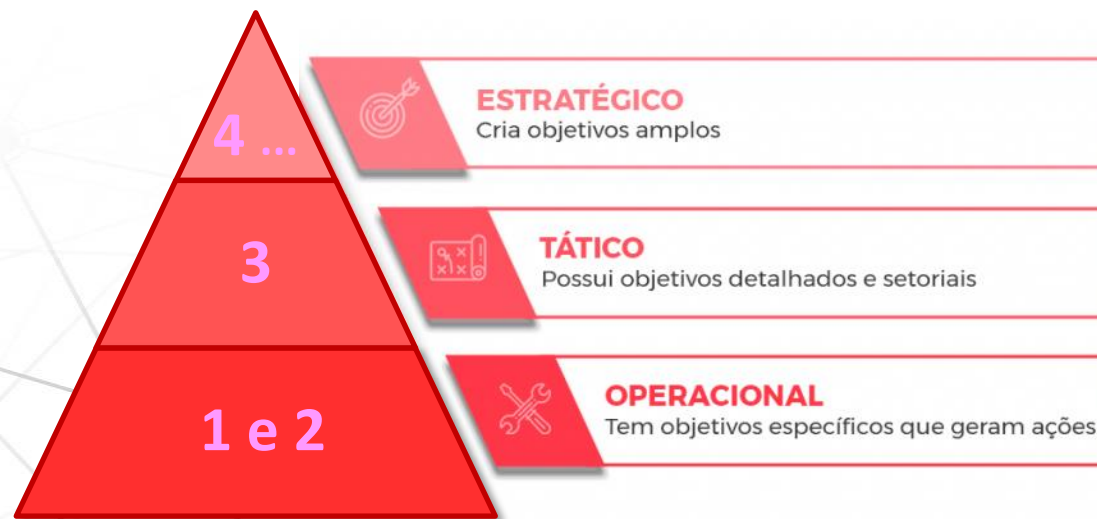 4 ...
ESTRATÉGICO
Cria objetivos amplos
3
TÁTICO
Possui objetivos detalhados e setoriais
1 e 2
OPERACIONAL
Tem objetivos específicos que geram ações